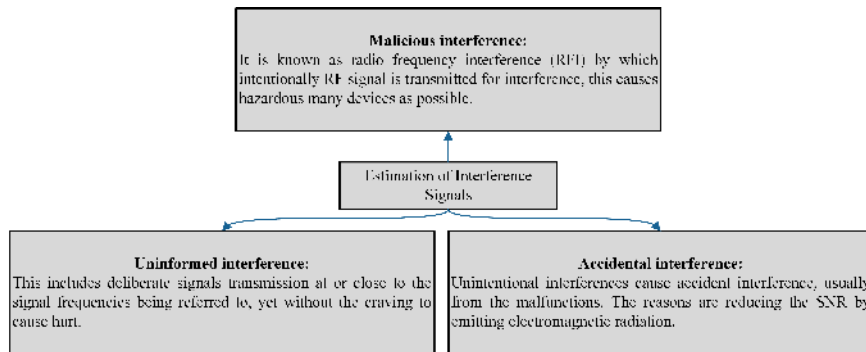 Malicious interference:
It is known as radio frequency interference (RFI) by which
intentionally RF signal is transmitted for interference, this causes
hazardous many devices as possible.
Estimation of Interference
Signals
Uninformed interference:
This includes deliberate signals transmission at or close to the
signal frequencies being referred to, yet without the craving to
cause hurt.
Accidental interference:
Unintentional interferences cause accident interference, usually
from the malfunctions. The reasons are reducing the SNR by
emitting electromagnetic radiation.